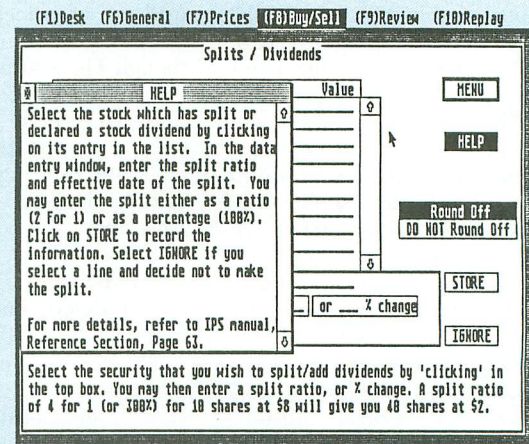 (F1)Desk (F6)General (F7)Prices (F8)Buy/Sell (F9)Review (F10)Replay
Splits / Dividends
HELP
Select the stock which has split or
declared a stock dividend by clicking
on its entry in the list. In the data
entry window, enter the split ratio
and effective date of the split. You
may enter the split either as a ratio
(2 For 1) or as a percentage (100%).
Click on STORE to record the
information. Select IGNORE if you
select a line and decide not to make
the split.
For more details, refer to IPS manual,
Reference Section, Page 63.
Value
or ___ % change
MENU
HELP
Round Off
DO NOT Round Off
STORE
IGNORE
Select the security that you wish to split/add dividends by 'clicking' in
the top box. You may then enter a split ratio, or % change. A split ratio
of 4 for 1 (or 300%) for 10 shares at $8 will give you 40 shares at $2.